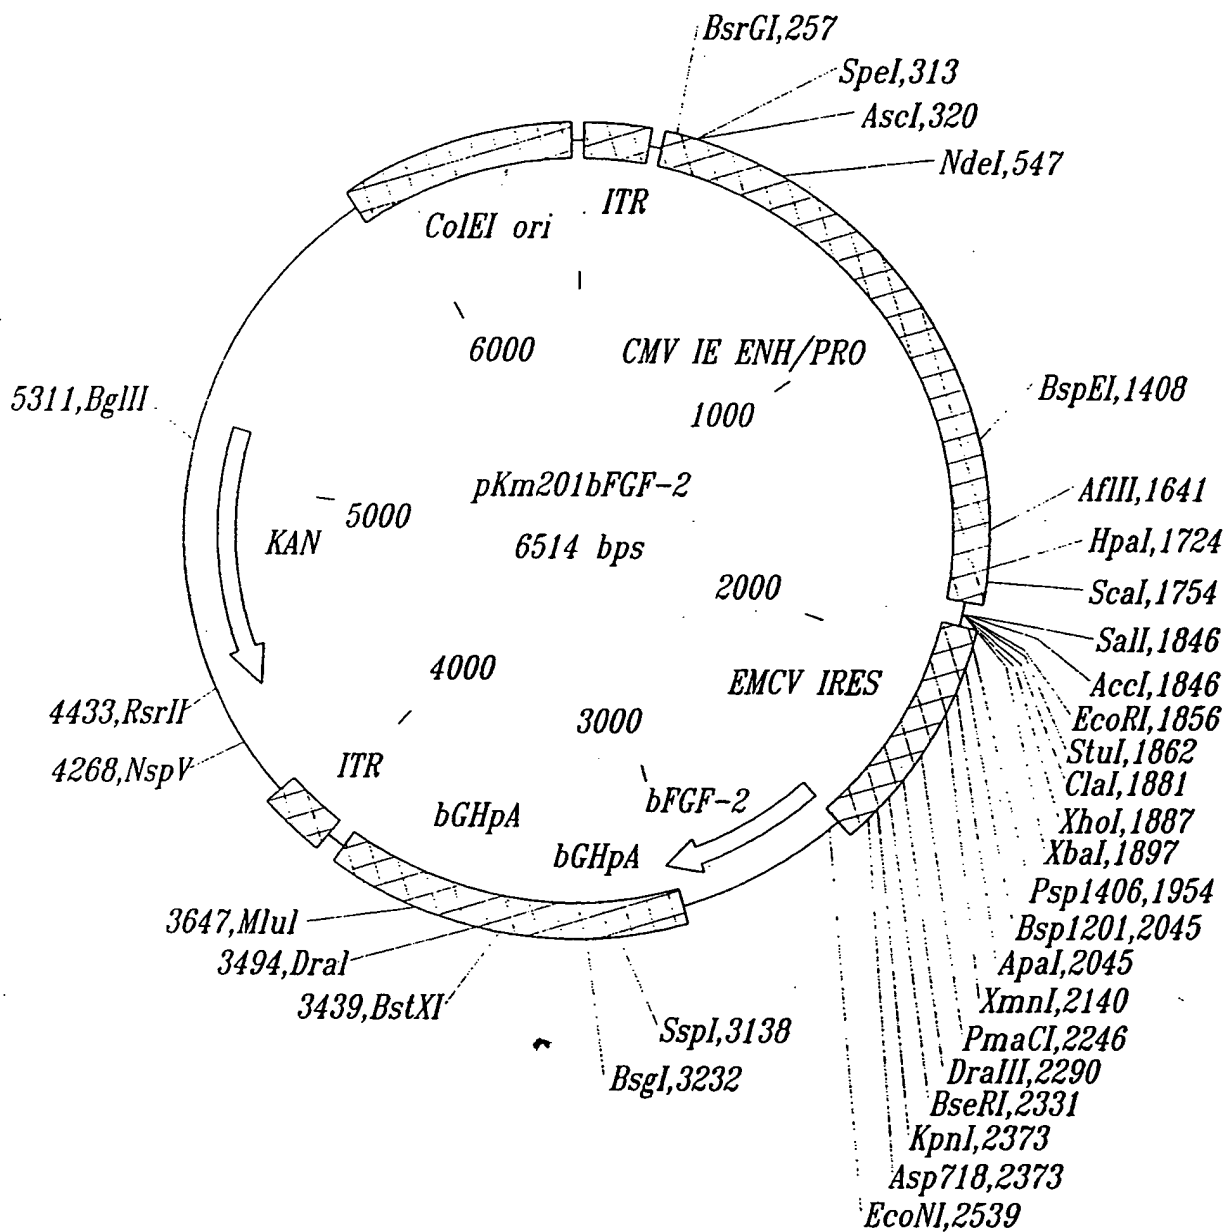 BsrGI,257
SpeI,313
AscI,320
NdeI,547
ITR
ColEI ori
6000
CMV IE ENH/PRO
1000
5311,BglII
BspEI,1408
pKm201bFGF-2
6514 bps
5000
KAN
AflII,1641
HpaI,1724
ScaI,1754
2000
SalI,1846
AccI,1846
EcoRI,1856
StuI,1862
ClaI,1881
XhoI,1887
XbaI,1897
Psp1406,1954
Bsp1201,2045
ApaI,2045
XmnI,2140
PmaCI,2246
DraIII,2290
BseRI,2331
KpnI,2373
Asp718,2373
EcoNI,2539
EMCV IRES
4000
3000
4433,RsrII
4268,NspV
ITR
bGHpA
bFGF-2
bGHpA
3647,MluI
3494,DraI
3439,BstXI
SspI,3138
BsgI,3232